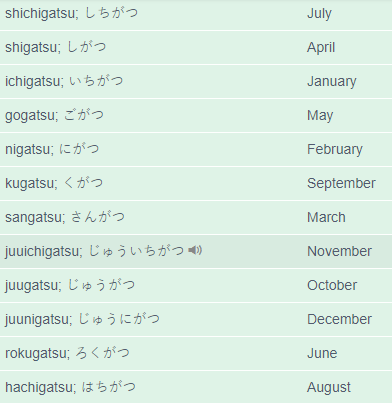 shichigatsu; しちがつ July
shigatsu; しがつ April
ichigatsu; いちがつ January
gogatsu; ごがつ May
nigatsu; にがつ February
kugatsu; くがつ September
sangatsu; さんがつ March
juuichigatsu; じゅういちがつ November
juugatsu; じゅうがつ October
juunigatsu; じゅうにがつ December
rokugatsu; ろくがつ June
hachigatsu; はちがつ August